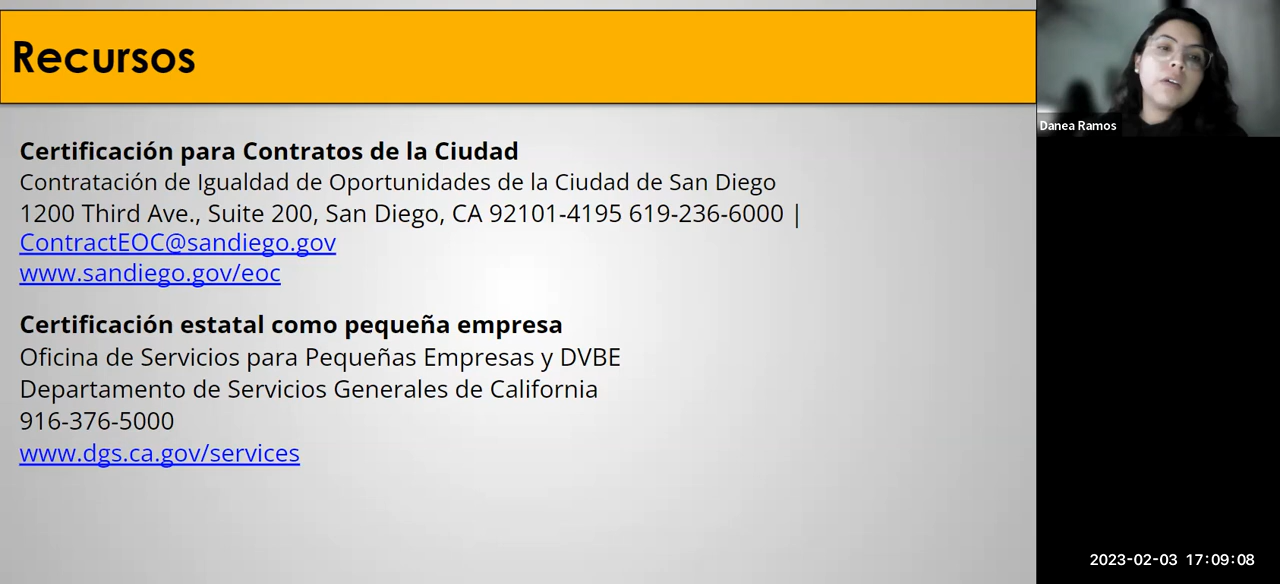 Recursos
Certificación para Contratos de la Ciudad
Contratación de Igualdad de Oportunidades de la Ciudad de San Diego
1200 Third Ave., Suite 200, San Diego, CA 92101-4195 619-236-6000 |
ContractEOC@sandiego.gov
www.sandiego.gov/eoc
Certificación estatal como pequeña empresa
Oficina de Servicios para Pequeñas Empresas y DVBE
Departamento de Servicios Generales de California
916-376-5000
www.dgs.ca.gov/services
Danea Ramos
2023-02-03 17:09:08